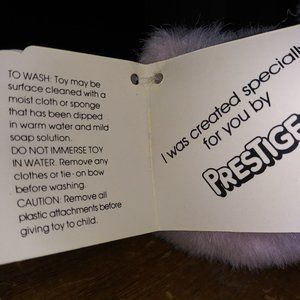 TO WASH: Toy may be
surface cleaned with a
moist cloth or sponge
that has been dipped
in warm water and mild
soap solution.
DO NOT IMMERSE TOY
IN WATER. Remove any
clothes or tie-on bow
before washing.
CAUTION: Remove all
plastic attachments before
giving toy to child.
I was created specially
for you by
PRESTIGE